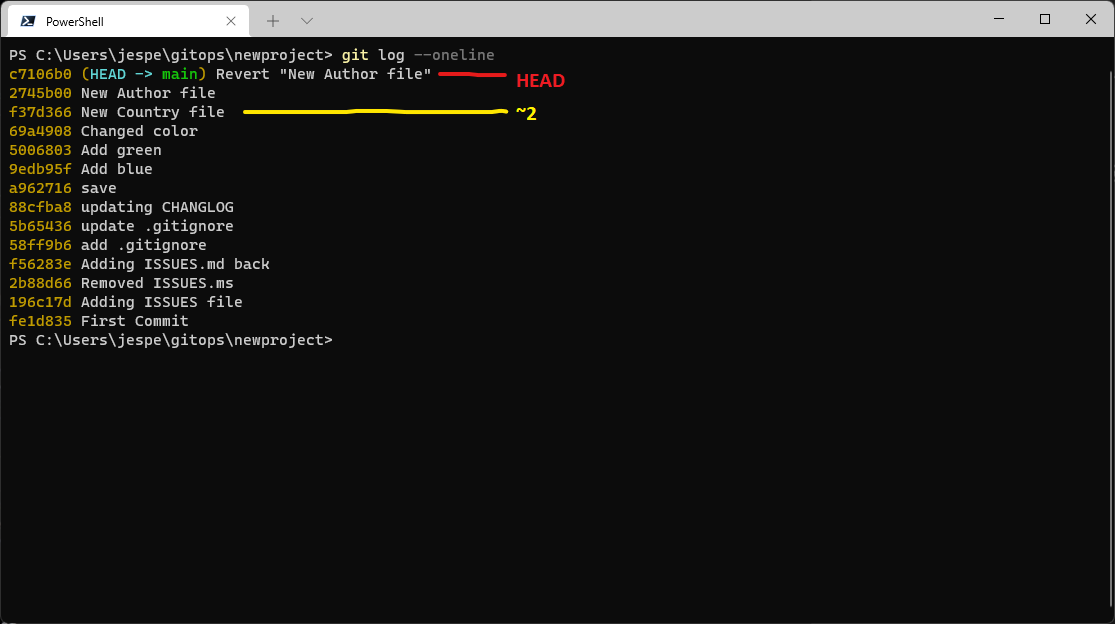 PowerShell
PS C:\Users\jespe\gitops\newproject> git log --oneline
c7106b0 (HEAD -> main) Revert "New Author file" HEAD
2745b00 New Author file
f37d366 New Country file ~2
69a4908 Changed color
5006803 Add green
9edb95f Add blue
a962716 save
88cfba8 updating CHANGLOG
5b65436 update .gitignore
58ff9b6 add .gitignore
f56283e Adding ISSUES.md back
2b88d66 Removed ISSUES.ms
196c17d Adding ISSUES file
fe1d835 First Commit
PS C:\Users\jespe\gitops\newproject>